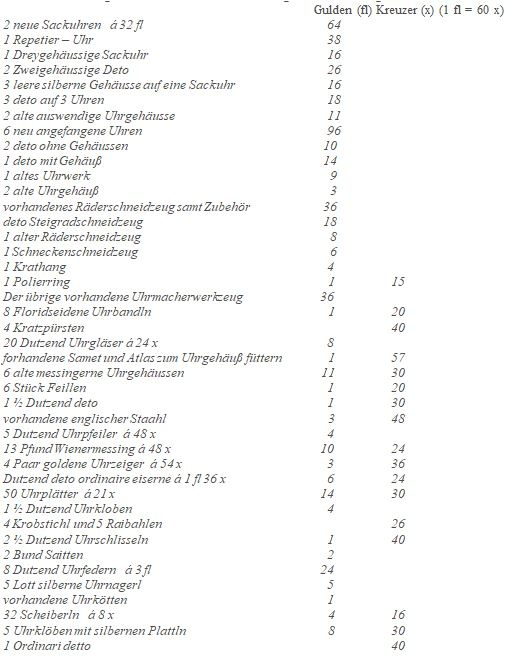 Gulden (fl) Kreuzer (x) (1 fl = 60 x)
2 neue Sackuhren á 32 fl 64
1 Repetier – Uhr 38
1 Dreygehäussige Sackuhr 16
2 Zweigehäussige Deto 26
3 leere silberne Gehäusse auf eine Sackuhr 16
3 deto auf 3 Uhren 18
2 alte auswendige Uhrgehäusse 11
6 neu angefangene Uhren 96
2 deto ohne Gehäussen 10
1 deto mit Gehäuß 14
1 altes Uhrwerk 9
2 alte Uhrgehäuß 3
vorhandenes Räderschneidzeug samt Zubehör 36
deto Steigradschneidzeug 18
1 alter Räderschneidzeug 8
1 Schneckenschneidzeug 6
1 Krathang 4
1 Polierring 1 15
Der übrige vorhandene Uhrmacherwerkzeug 36
8 Floridseidene Uhrbandln 1 20
4 Kratzpürsten 40
20 Dutzend Uhrgläser á 24 x 8
forhandene Samet und Atlas zum Uhrgehäuß füttern 1 57
6 alte messingerne Uhrgehäussen 11 30
6 Stück Feillen 1 20
1 ½ Dutzend deto 1 30
vorhandene englischer Staahl 3 48
5 Dutzend Uhrpfeiler á 48 x 4
13 Pfund Wienermessing á 48 x 10 24
4 Paar goldene Uhrzeiger á 54 x 3 36
Dutzend deto ordinaire eiserne á 1 fl 36 x 6 24
50 Uhrplätter á 21 x 14 30
1 ½ Dutzend Uhrkloben 4
4 Krobstichl und 5 Raibahlen 26
2 ½ Dutzend Uhrschlisseln 1 40
2 Bund Saitten 2
8 Dutzend Uhrfedern á 3 fl 24
5 Lott silberne Uhrnagerl 5
vorhandene Uhrkötten 1
32 Scheiberln á 8 x 4 16
5 Uhrklöben mit silbernen Plattln 8 30
1 Ordinari detto 40